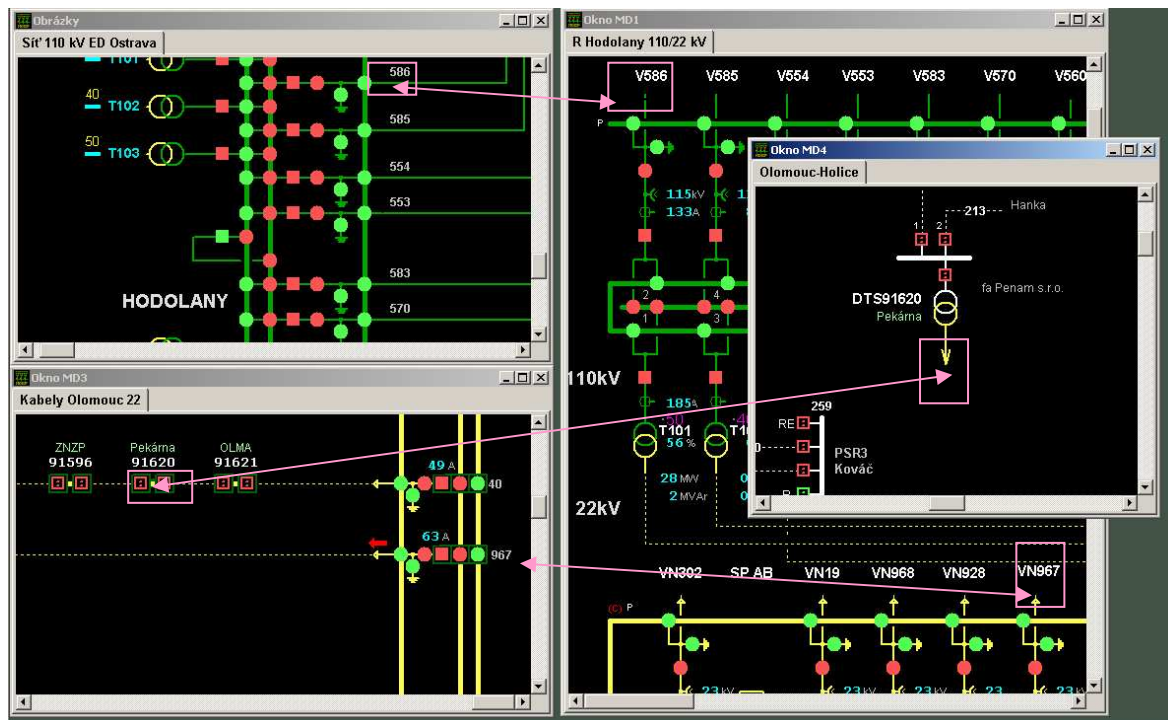 Obrázky
Síť 110 kV ED Ostrava
T101
40
T102
50
T103
586
585
554
553
583
570
HODOLANY
Okno MD1
R Hodolany 110/22 kV
V586 V585 V554 V553 V583 V570 V560
P
115kV
133A
2 4
1 3
110kV
185A
T101
56 %
28 MW
2 MVAr
22kV
VN302 SP AB VN19 VN968 VN928 VN967
(C) P
23 kV 23 kV 23 kV 23 23 kV
Okno MD4
Olomouc-Holice
1 2
213
Hanka
fa Penam s.r.o.
DTS91620
Pekárna
259
RE
PSR3
Kováč
Okno MD3
Kabely Olomouc 22
ZNZP Pekárna OLMA
91596 91620 91621
49 A
40
63 A
967